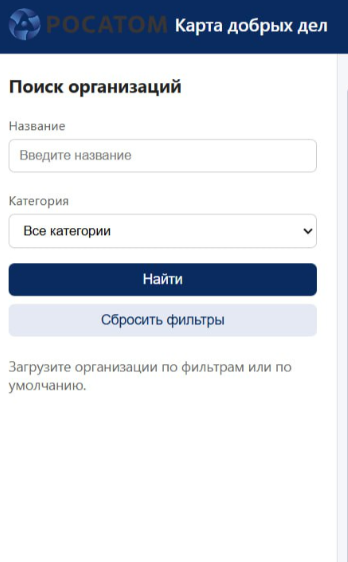 РОСАТОМ Карта добрых дел
Поиск организаций
Название
Введите название
Категория
Все категории
Найти
Сбросить фильтры
Загрузите организации по фильтрам или по
умолчанию.